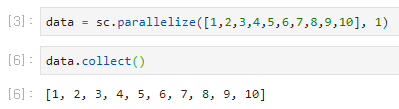 [3]: data = sc.parallelize([1,2,3,4,5,6,7,8,9,10], 1)
[6]: data.collect()
[6]: [1, 2, 3, 4, 5, 6, 7, 8, 9, 10]